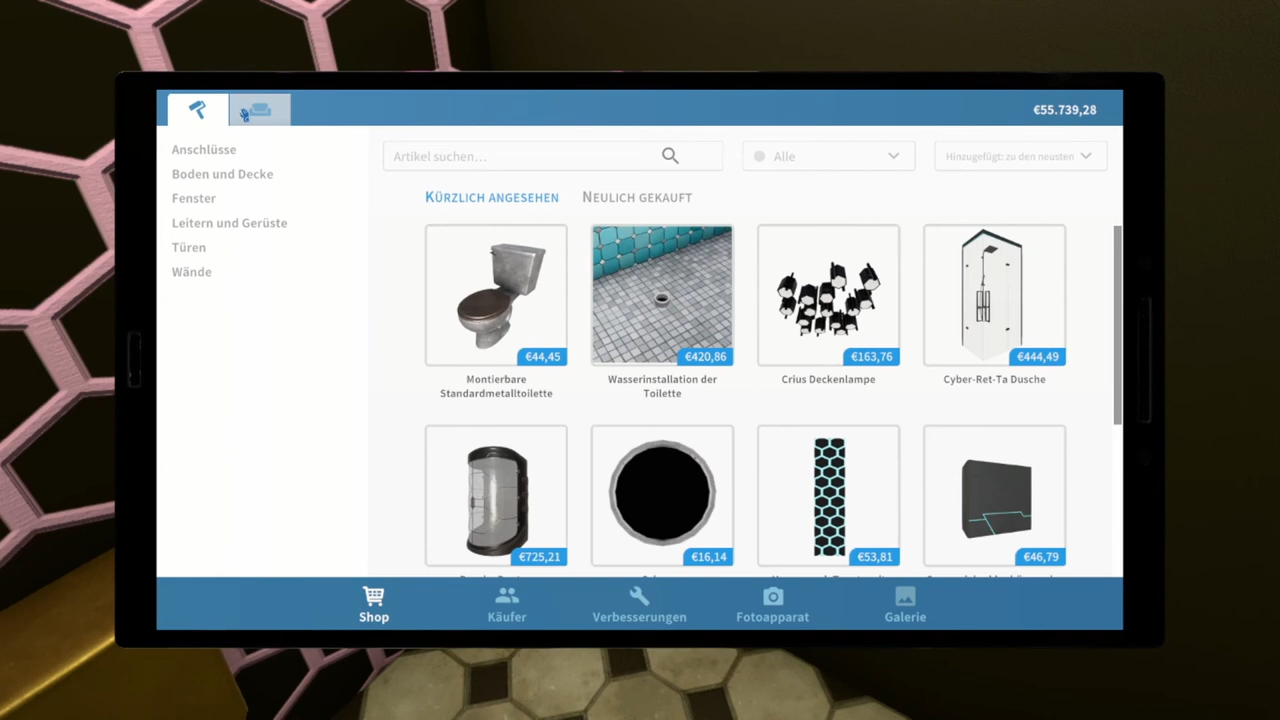 €55.739,28
Anschlüsse
Boden und Decke
Fenster
Leitern und Gerüste
Türen
Wände
Artikel suchen...
Alle
Hinzugefügt: zu den neusten
KÜRZLICH ANGESEHEN
NEULICH GEKAUFT
€44,45
€420,86
€163,76
€444,49
Montierbare
Standardmetalltoilette
Wasserinstallation der
Toilette
Crius Deckenlampe
Cyber-Ret-Ta Dusche
€725,21
€16,14
€53,81
€46,79
Shop
Käufer
Verbesserungen
Fotoapparat
Galerie